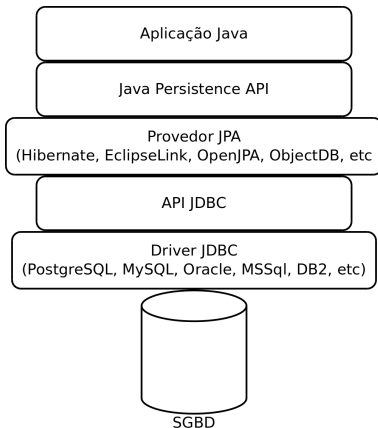 Aplicação Java
Java Persistence API
Provedor JPA
(Hibernate, EclipseLink, OpenJPA, ObjectDB, etc
API JDBC
Driver JDBC
(PostgreSQL, MySQL, Oracle, MSSql, DB2, etc)
SGBD